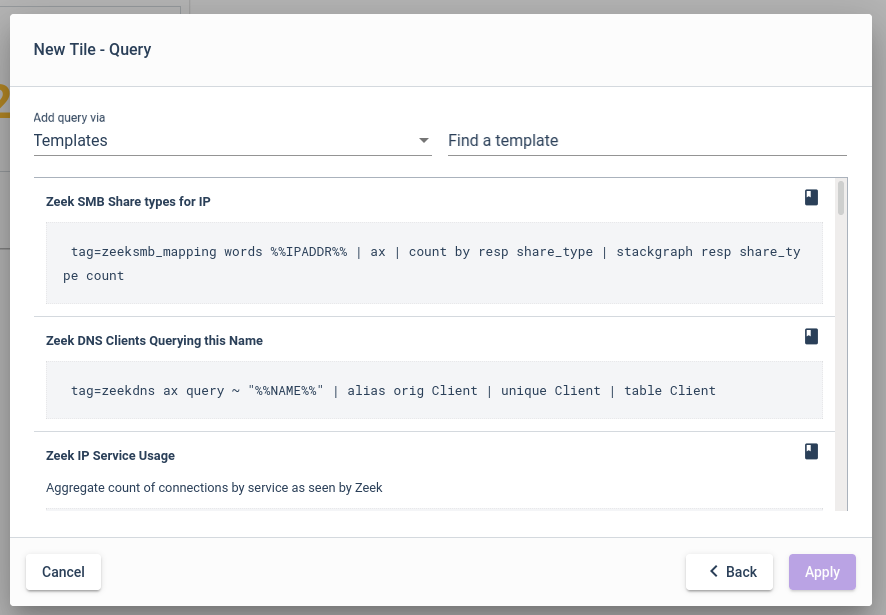 New Tile - Query
2
Add query via
Templates
Find a template
Zeek SMB Share types for IP
tag=zeeksmb_mapping words %%IPADDR%% | ax | count by resp share_type | stackgraph resp share_ty
pe count
Zeek DNS Clients Querying this Name
tag=zeekdns ax query ~ "%%NAME%%" | alias orig Client | unique Client | table Client
Zeek IP Service Usage
Aggregate count of connections by service as seen by Zeek
Cancel
Back
Apply